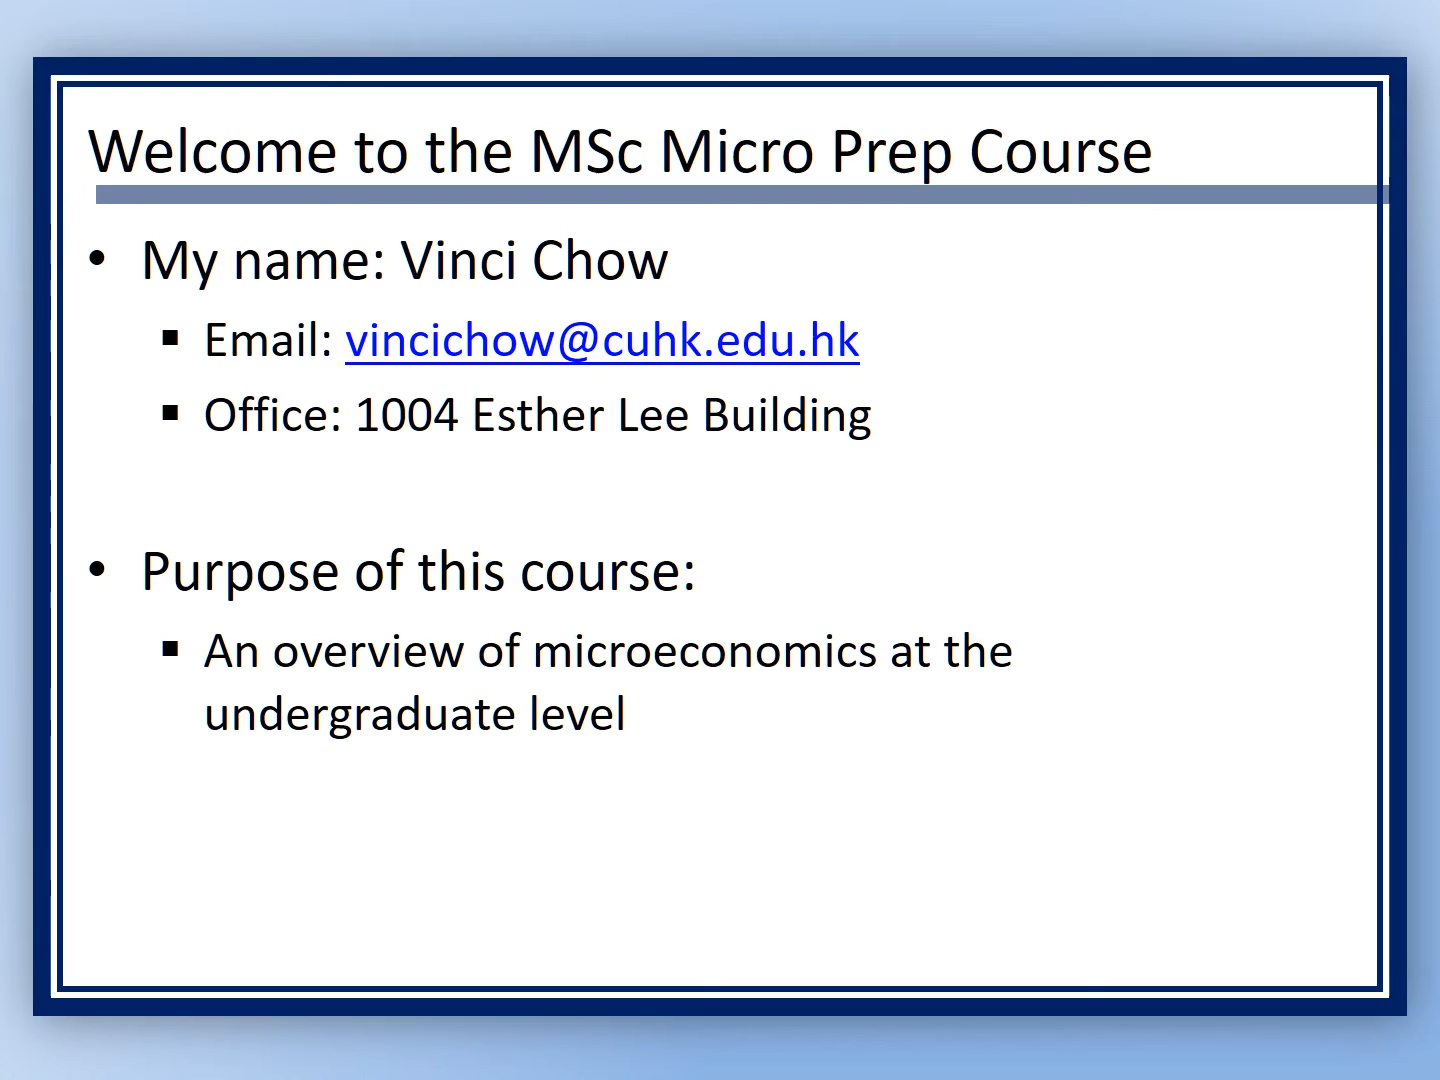 Welcome to the MSc Micro Prep Course
• My name: Vinci Chow
▪ Email: vincichow@cuhk.edu.hk
▪ Office: 1004 Esther Lee Building
• Purpose of this course:
▪ An overview of microeconomics at the
undergraduate level